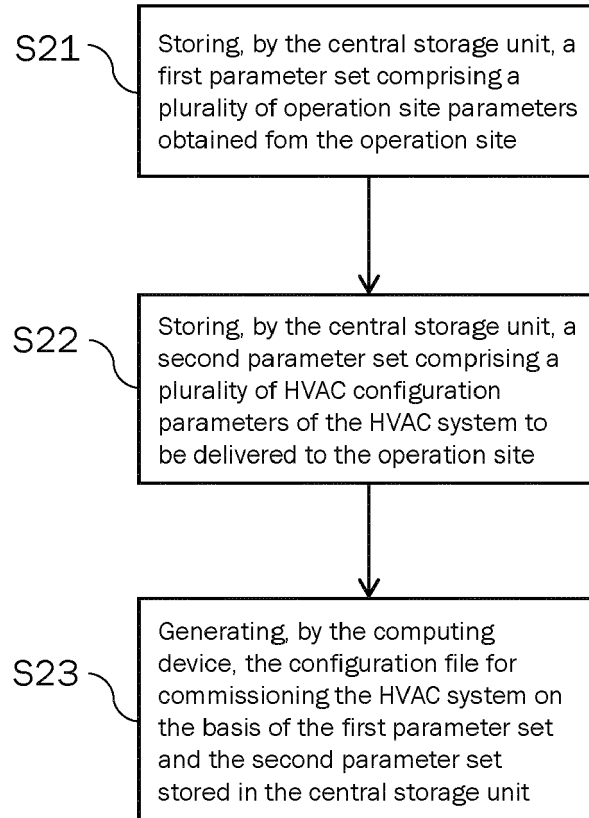 S21
Storing, by the central storage unit, a
first parameter set comprising a
plurality of operation site parameters
obtained fom the operation site
S22
Storing, by the central storage unit, a
second parameter set comprising a
plurality of HVAC configuration
parameters of the HVAC system to
be delivered to the operation site
S23
Generating, by the computing
device, the configuration file for
commissioning the HVAC system on
the basis of the first parameter set
and the second parameter set
stored in the central storage unit